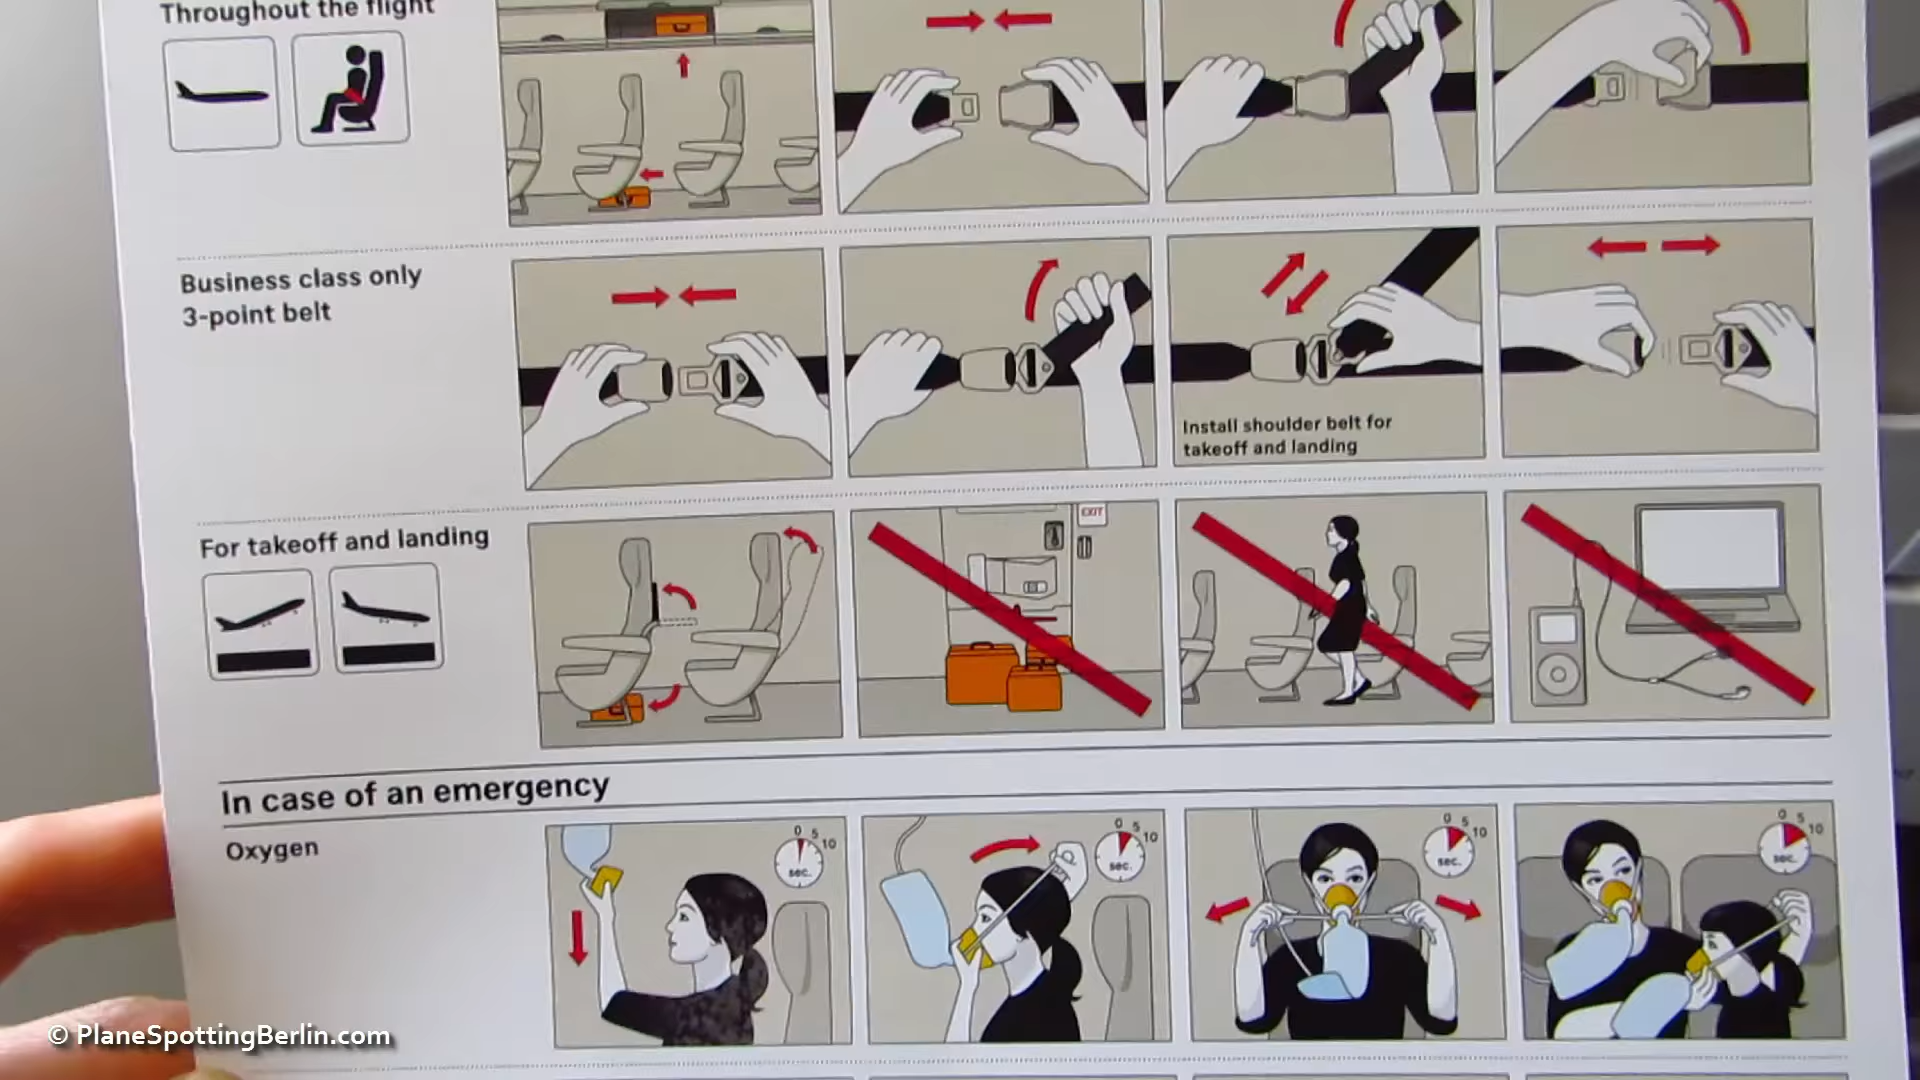 Throughout the flight
Business class only
3-point belt
Install shoulder belt for
takeoff and landing
For takeoff and landing
EXIT
In case of an emergency
Oxygen
0 5 10
sec.
0 5 10
sec.
0 5 10
sec.
0 5 10
sec.
© PlaneSpottingBerlin.com